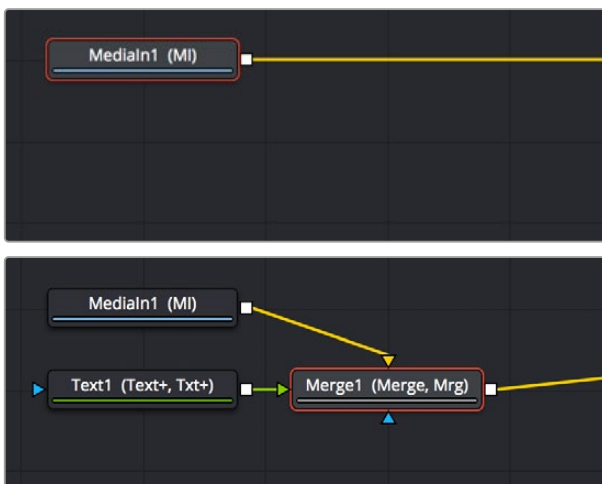 MediaIn1 (MI)
MediaIn1 (MI)
Text1 (Text+, Txt+)
Merge1 (Merge, Mrg)